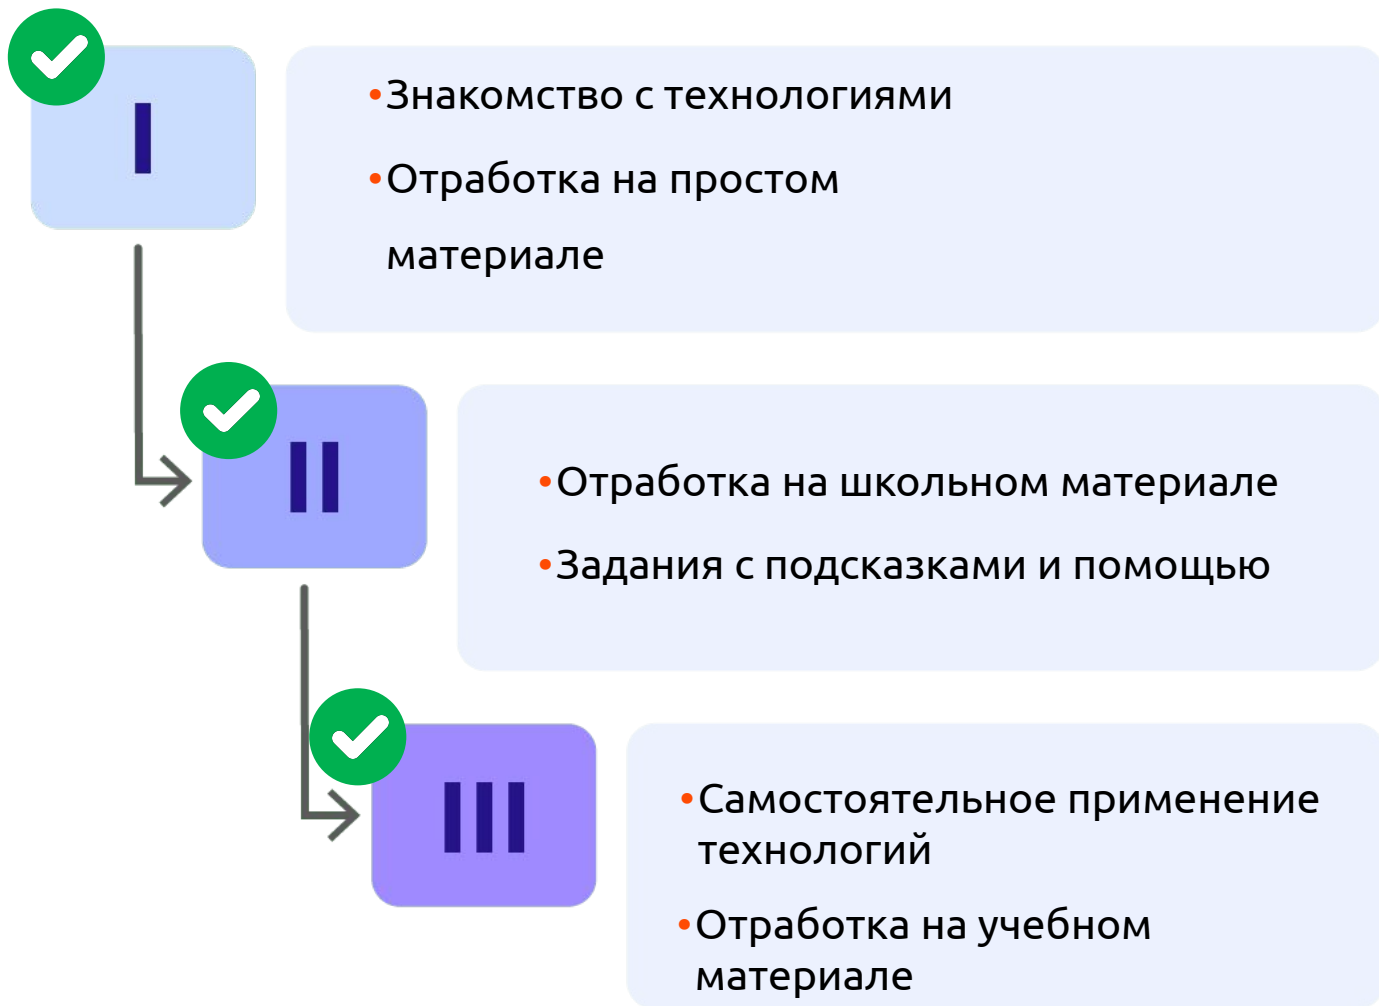 I
•Знакомство с технологиями
•Отработка на простом
материале
II
•Отработка на школьном материале
•Задания с подсказками и помощью
III
•Самостоятельное применение
технологий
•Отработка на учебном
материале